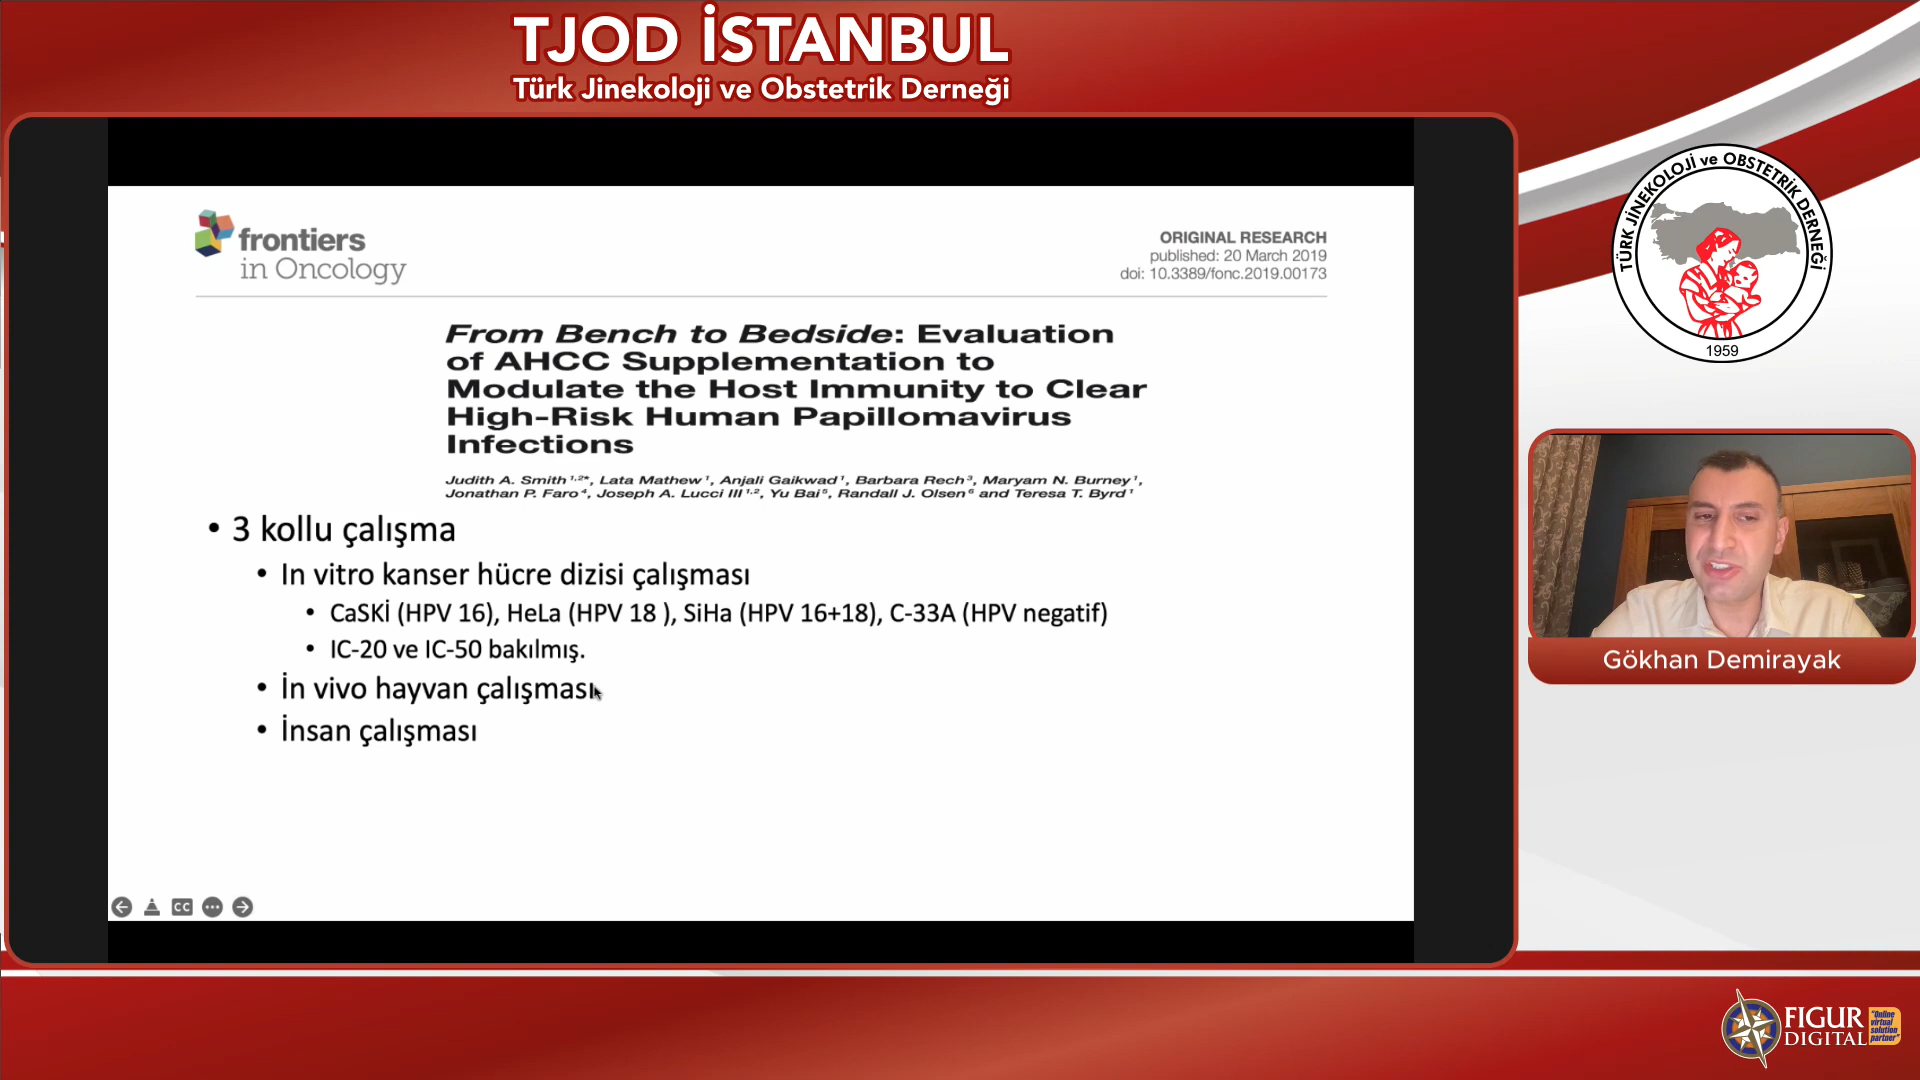 TJOD İSTANBUL
Türk Jinekoloji ve Obstetrik Derneği
frontiers
in Oncology
ORIGINAL RESEARCH
published: 20 March 2019
doi: 10.3389/fonc.2019.00173
From Bench to Bedside: Evaluation
of AHCC Supplementation to
Modulate the Host Immunity to Clear
High-Risk Human Papillomavirus
Infections
Judith A. Smith 1,2*, Lata Mathew 1, Anjali Gaikwad 1, Barbara Rech 3, Maryam N. Burney 1,
Jonathan P. Faro 4, Joseph A. Lucci III 1,2, Yu Bai 5, Randall J. Olsen 6 and Teresa T. Byrd 1
• 3 kollu çalışma
• In vitro kanser hücre dizisi çalışması
• CaSKİ (HPV 16), HeLa (HPV 18 ), SiHa (HPV 16+18), C-33A (HPV negatif)
• IC-20 ve IC-50 bakılmış.
• İn vivo hayvan çalışması
• İnsan çalışması
CC
TÜRK JİNEKOLOJİ ve OBSTETRİK DERNEĞİ
1959
Gökhan Demirayak
FIGUR
DIGITAL
"Online
virtual
solution
partner"